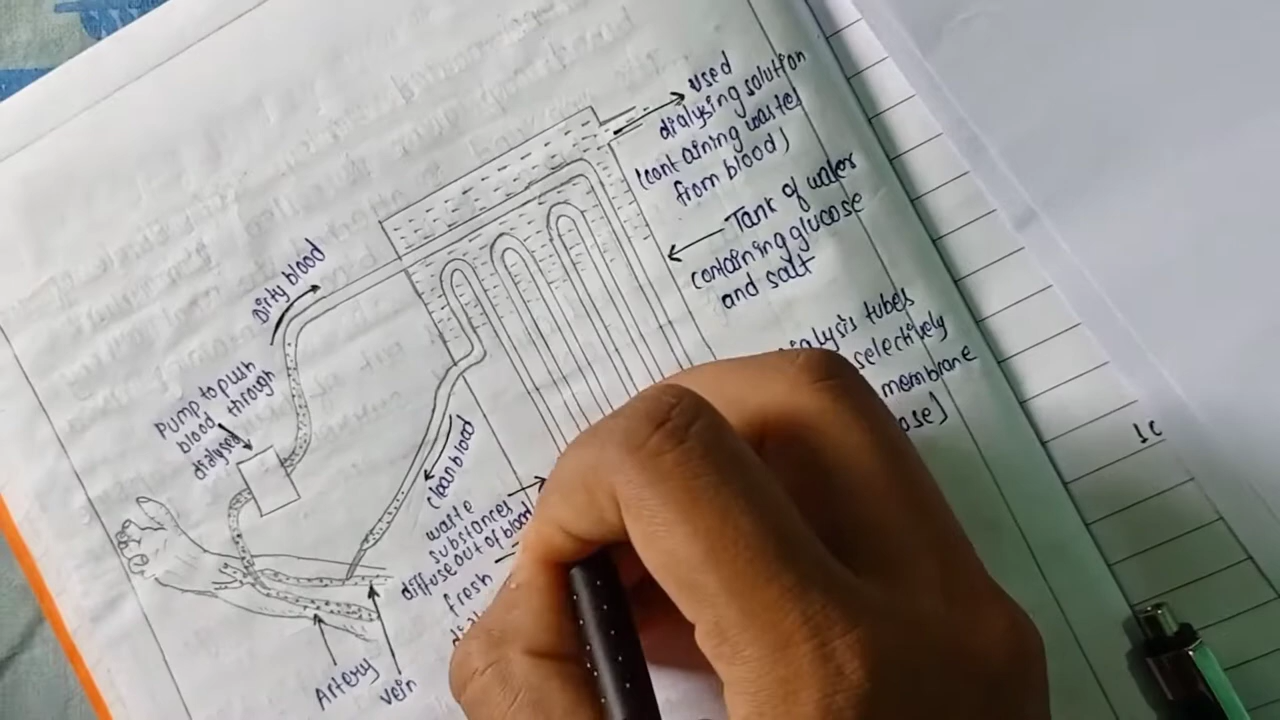 used
dialysing solution
(containing wastes
from blood)
Tank of water
containing glucose
and salt
tubes
selectively
membrane
Dirty blood
Pump to push
blood through
dialyser
clean blood
waste
substances
diffuse out of blood
fresh
Artery
vein